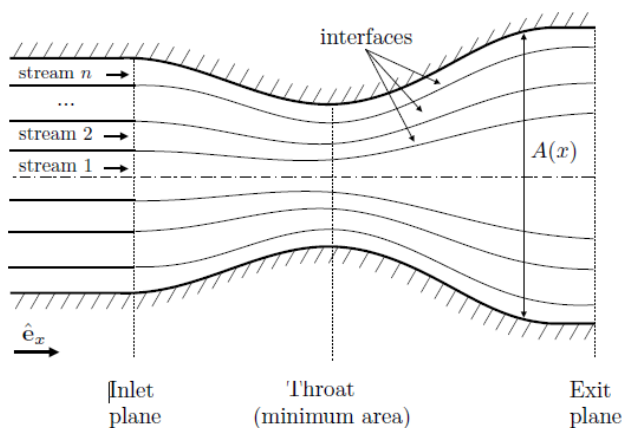 interfaces
stream n
...
stream 2
stream 1
A(x)
ê_x
Inlet
plane
Throat
(minimum area)
Exit
plane